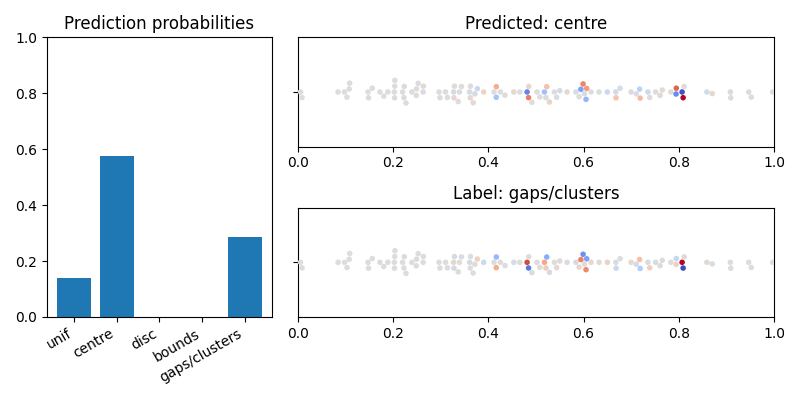 Prediction probabilities
1.0
0.8
0.6
0.4
0.2
0.0
unif
centre
disc
bounds
gaps/clusters
Predicted: centre
0.0 0.2 0.4 0.6 0.8 1.0
Label: gaps/clusters
0.0 0.2 0.4 0.6 0.8 1.0